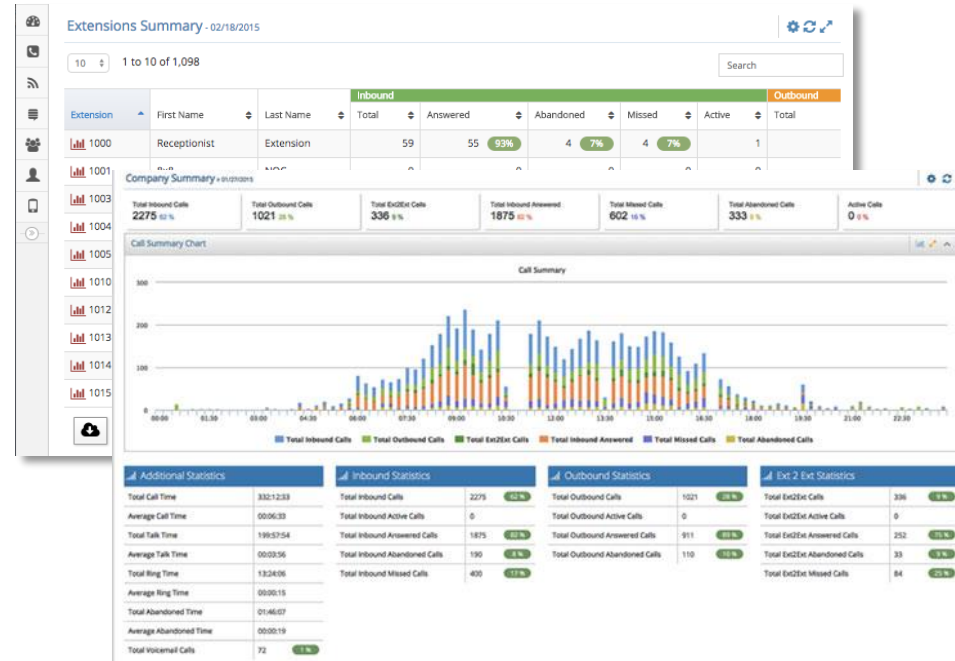 Extensions Summary - 02/18/2015
10 1 to 10 of 1,098 Search
Inbound Outbound
Extension First Name Last Name Total Answered Abandoned Missed Active Total
1000 Receptionist Extension 59 55 93% 4 7% 4 7% 1
1001
1003
1004
1005
1010
1012
1013
1014
1015
Company Summary - 01/27/2015
Total Inbound Calls Total Outbound Calls Total Ext2Ext Calls Total Inbound Answered Total Missed Calls Total Abandoned Calls Active Calls
2275 62 % 1021 28 % 336 9 % 1875 602 16 % 333 0
Call Summary Chart
Call Summary
300
200
100
0
00:00 01:30 03:00 04:30 06:00 07:30 09:00 10:30 12:00 13:30 15:00 16:30 18:00 19:30 21:00 22:30
Total Inbound Calls Total Outbound Calls Total Ext2Ext Calls Total Inbound Answered Total Missed Calls Total Abandoned Calls
Additional Statistics
Total Call Time 332:12:33
Average Call Time 00:06:33
Total Talk Time 199:57:54
Average Talk Time 00:03:56
Total Ring Time 13:24:06
Average Ring Time 00:00:15
Total Abandoned Time 01:46:07
Average Abandoned Time 00:00:19
Total Voicemail Calls 72 1 %
Inbound Statistics
Total Inbound Calls 2275 62 %
Total Inbound Active Calls 0
Total Inbound Answered Calls 1875 82 %
Total Inbound Abandoned Calls 190 8 %
Total Inbound Missed Calls 400 17 %
Outbound Statistics
Total Outbound Calls 1021 28 %
Total Outbound Active Calls 0
Total Outbound Answered Calls 911 89 %
Total Outbound Abandoned Calls 110 10 %
Ext 2 Ext Statistics
Total Ext2Ext Calls 336 9 %
Total Ext2Ext Active Calls 0
Total Ext2Ext Answered Calls 252 75 %
Total Ext2Ext Abandoned Calls 33 9 %
Total Ext2Ext Missed Calls 84 25 %